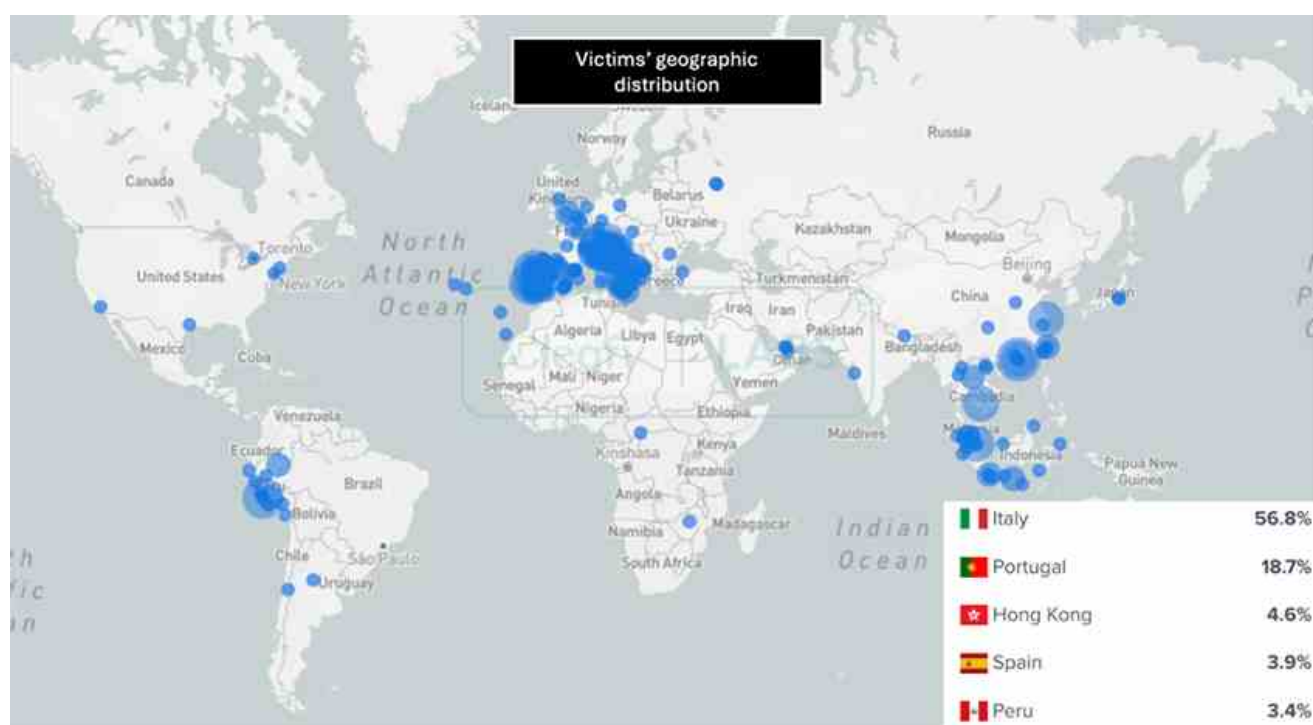 Victims' geographic
distribution
Iceland
Russia
Norway
Canada
United
Kingdom
Belarus
Ukraine
Kazakhstan
Mongolia
Toronto
North
Atlantic
Ocean
United States
New York
Greece
Turkmenistan
Beijing
China
Japan
Iraq
Iran
Pakistan
Algeria
Libya
Egypt
Mexico
Cuba
Bangladesh
Oman
LABS
Senegal
Mali
Niger
Yemen
Cambodia
Nigeria
Ethiopia
Venezuela
Maldives
Malaysia
Ecuador
Kinshasa
Kenya
Indonesia
Tanzania
Papua New
Guinea
Brazil
Angola
Bolivia
Namibia
Madagascar
Indian
Ocean
Chile
São Paulo
South Africa
Uruguay
Italy 56.8%
Portugal 18.7%
Hong Kong 4.6%
Spain 3.9%
Peru 3.4%